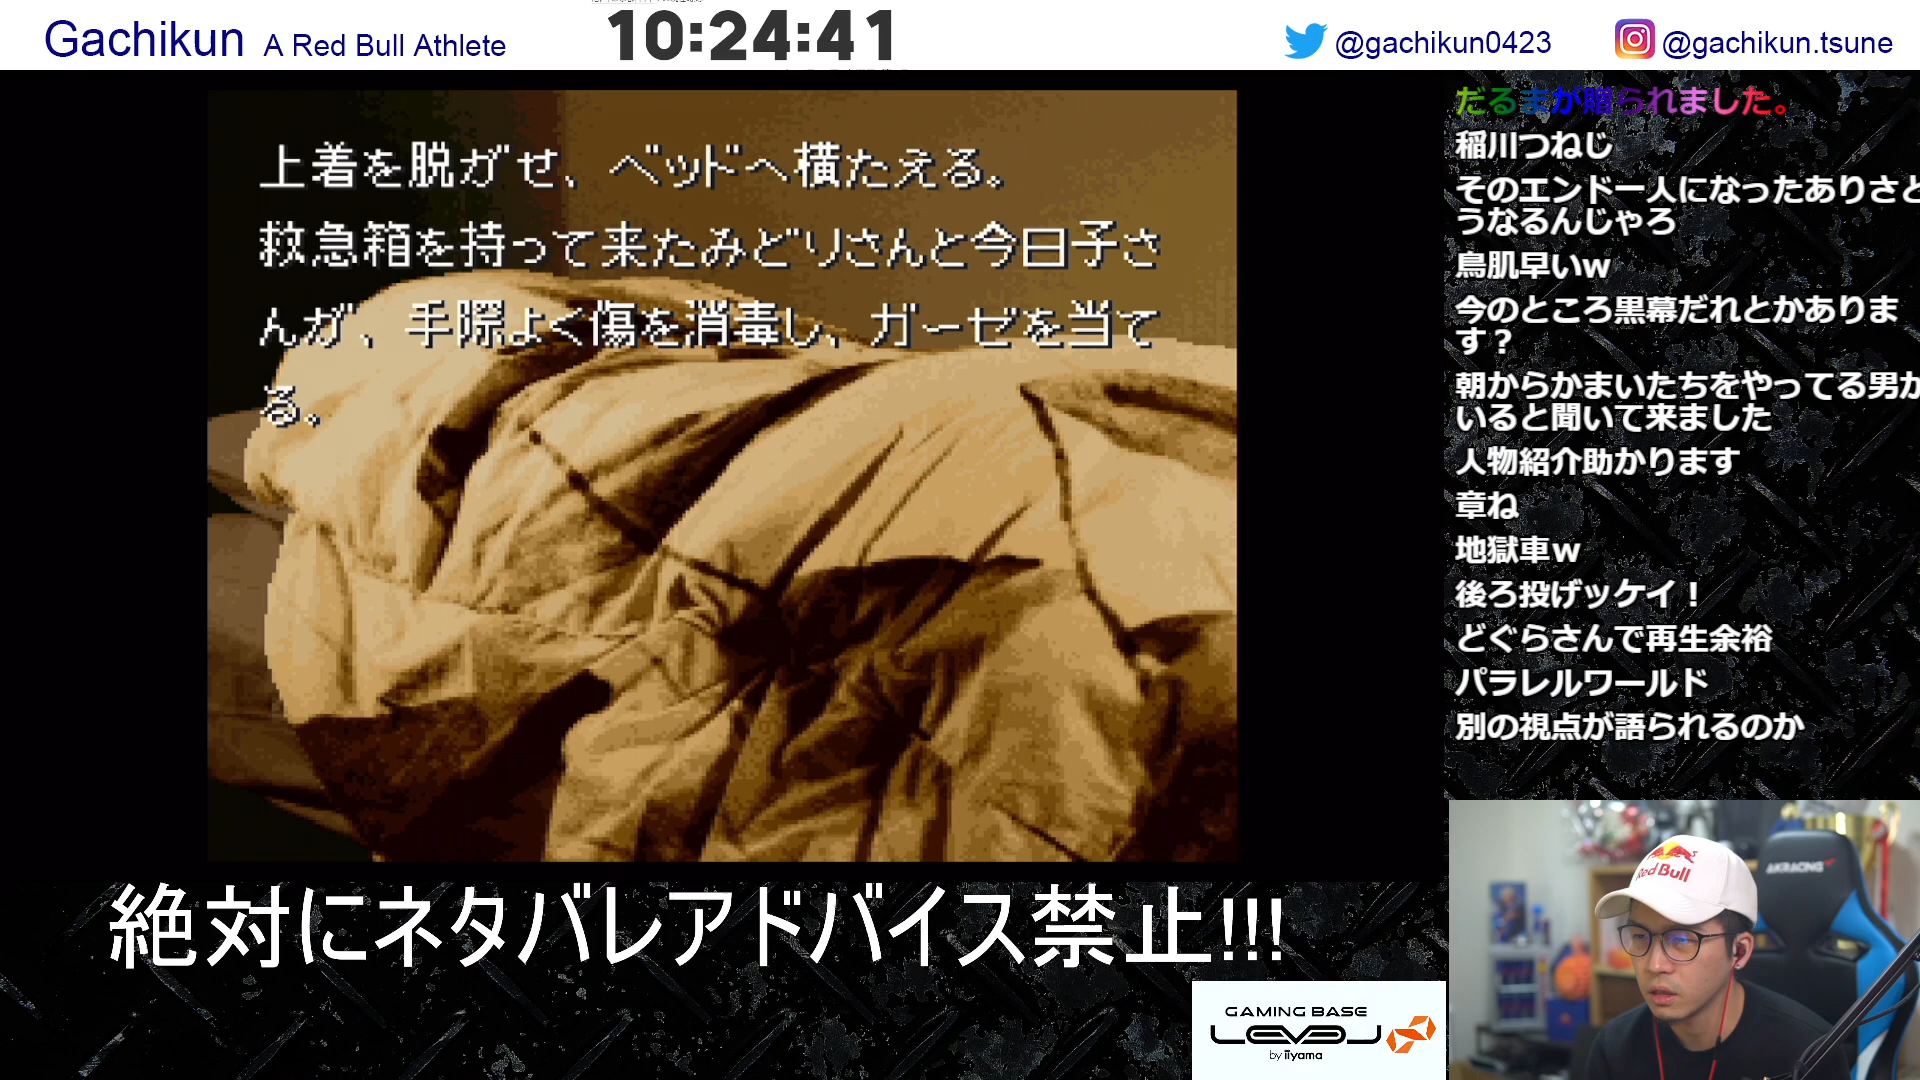 Gachikun A Red Bull Athlete
10:24:41
@gachikun0423
@gachikun.tsune
上着を脱がせ、ベッドへ横たえる。
救急箱を持って来たみどりさんと今日子さ
んが、手際よく傷を消毒し、ガーゼを当て
る。
だるまが贈られました。
稲川つねじ
そのエンドー人になったありさと
うなるんじゃろ
鳥肌早いw
今のところ黒幕だれとかありま
す？
朝からかまいたちをやってる男が
いると聞いて来ました
人物紹介助かります
章ね
地獄車w
後ろ投げッケイ！
どぐらさんで再生余裕
パラレルワールド
別の視点が語られるのか
絶対にネタバレアドバイス禁止!!!
GAMING BASE
LEVEL∞
by iiyama
Red Bull
AKRACING